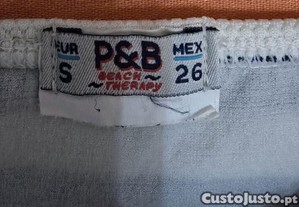 EUR P&B MEX
S BEACH 26
THERAPY
CustoJusto.pt